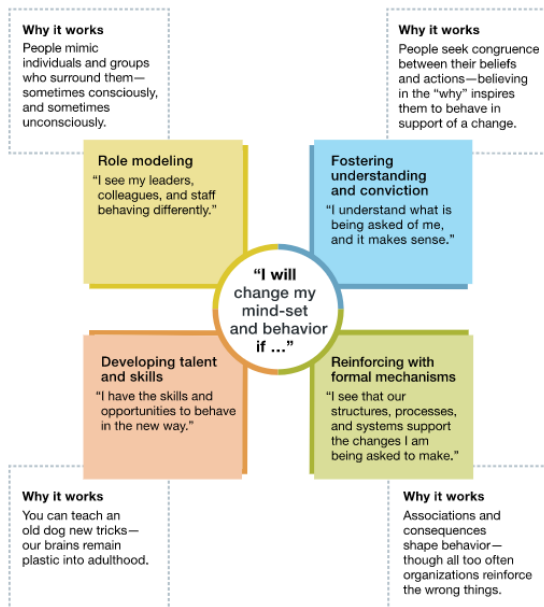 Why it works
People mimic
individuals and groups
who surround them—
sometimes consciously,
and sometimes
unconsciously.
Why it works
People seek congruence
between their beliefs
and actions—believing
in the “why” inspires
them to behave in
support of a change.
Role modeling
“I see my leaders,
colleagues, and staff
behaving differently.”
Fostering
understanding
and conviction
“I understand what is
being asked of me,
and it makes sense.”
“I will
change my
mind-set
and behavior
if …”
Developing talent
and skills
“I have the skills and
opportunities to behave
in the new way.”
Reinforcing with
formal mechanisms
“I see that our
structures, processes,
and systems support
the changes I am
being asked to make.”
Why it works
You can teach an
old dog new tricks—
our brains remain
plastic into adulthood.
Why it works
Associations and
consequences
shape behavior—
though all too often
organizations reinforce
the wrong things.